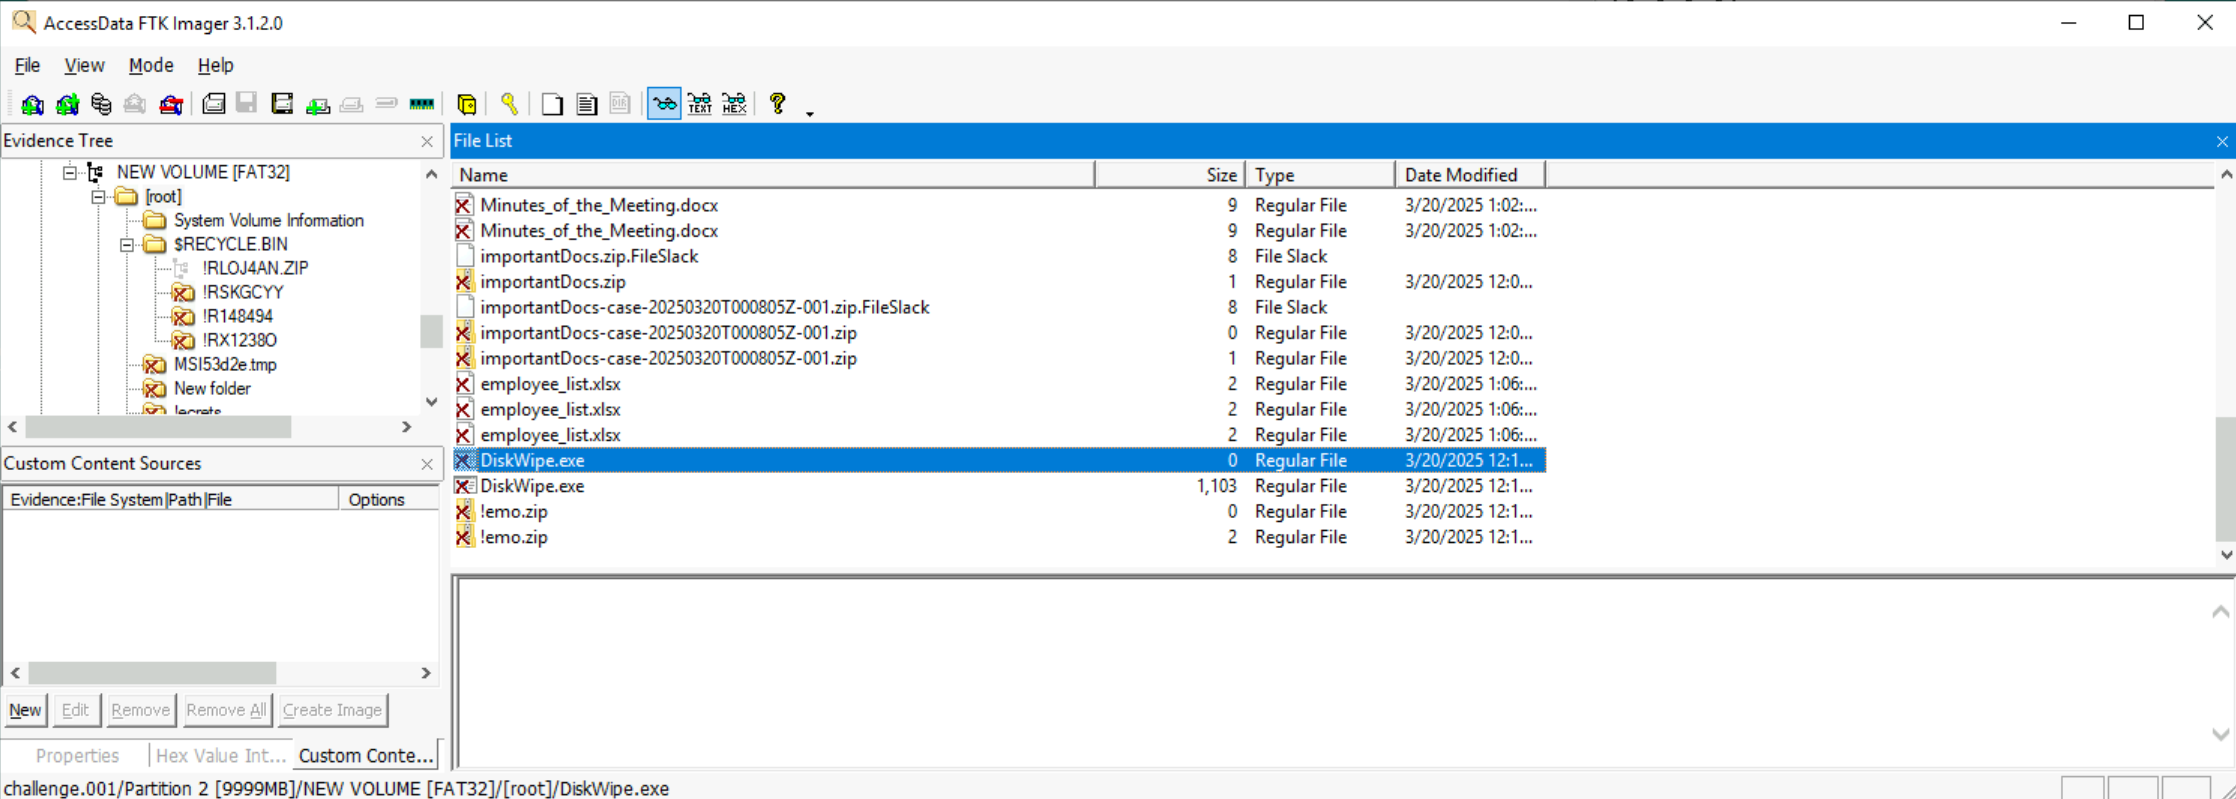 AccessData FTK Imager 3.1.2.0
File View Mode Help
TEXT HEX
Evidence Tree
NEW VOLUME [FAT32]
[root]
System Volume Information
$RECYCLE.BIN
!RLOJ4AN.ZIP
!RSKGCYY
!R148494
!RX1238O
MSI53d2e.tmp
New folder
!ecrets
Custom Content Sources
Evidence:File System|Path|File Options
New Edit Remove Remove All Create Image
Properties Hex Value Int... Custom Conte...
File List
Name Size Type Date Modified
Minutes_of_the_Meeting.docx 9 Regular File 3/20/2025 1:02:...
Minutes_of_the_Meeting.docx 9 Regular File 3/20/2025 1:02:...
importantDocs.zip.FileSlack 8 File Slack
importantDocs.zip 1 Regular File 3/20/2025 12:0...
importantDocs-case-20250320T000805Z-001.zip.FileSlack 8 File Slack
importantDocs-case-20250320T000805Z-001.zip 0 Regular File 3/20/2025 12:0...
importantDocs-case-20250320T000805Z-001.zip 1 Regular File 3/20/2025 12:0...
employee_list.xlsx 2 Regular File 3/20/2025 1:06:...
employee_list.xlsx 2 Regular File 3/20/2025 1:06:...
employee_list.xlsx 2 Regular File 3/20/2025 1:06:...
DiskWipe.exe 0 Regular File 3/20/2025 12:1...
DiskWipe.exe 1,103 Regular File 3/20/2025 12:1...
!emo.zip 0 Regular File 3/20/2025 12:1...
!emo.zip 2 Regular File 3/20/2025 12:1...
challenge.001/Partition 2 [9999MB]/NEW VOLUME [FAT32]/[root]/DiskWipe.exe